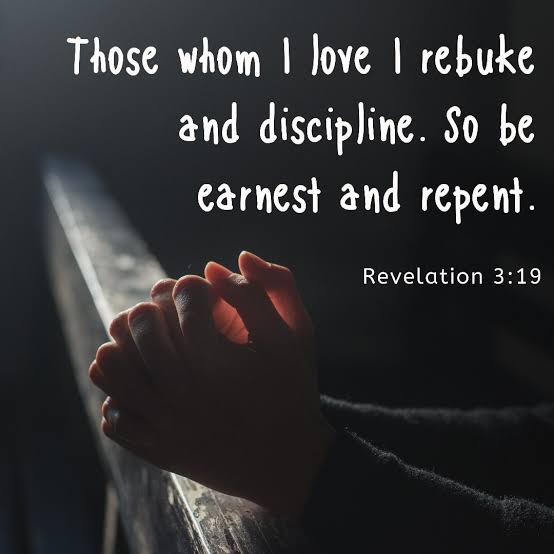 Those whom I love I rebuke
and discipline. So be
earnest and repent.
Revelation 3:19